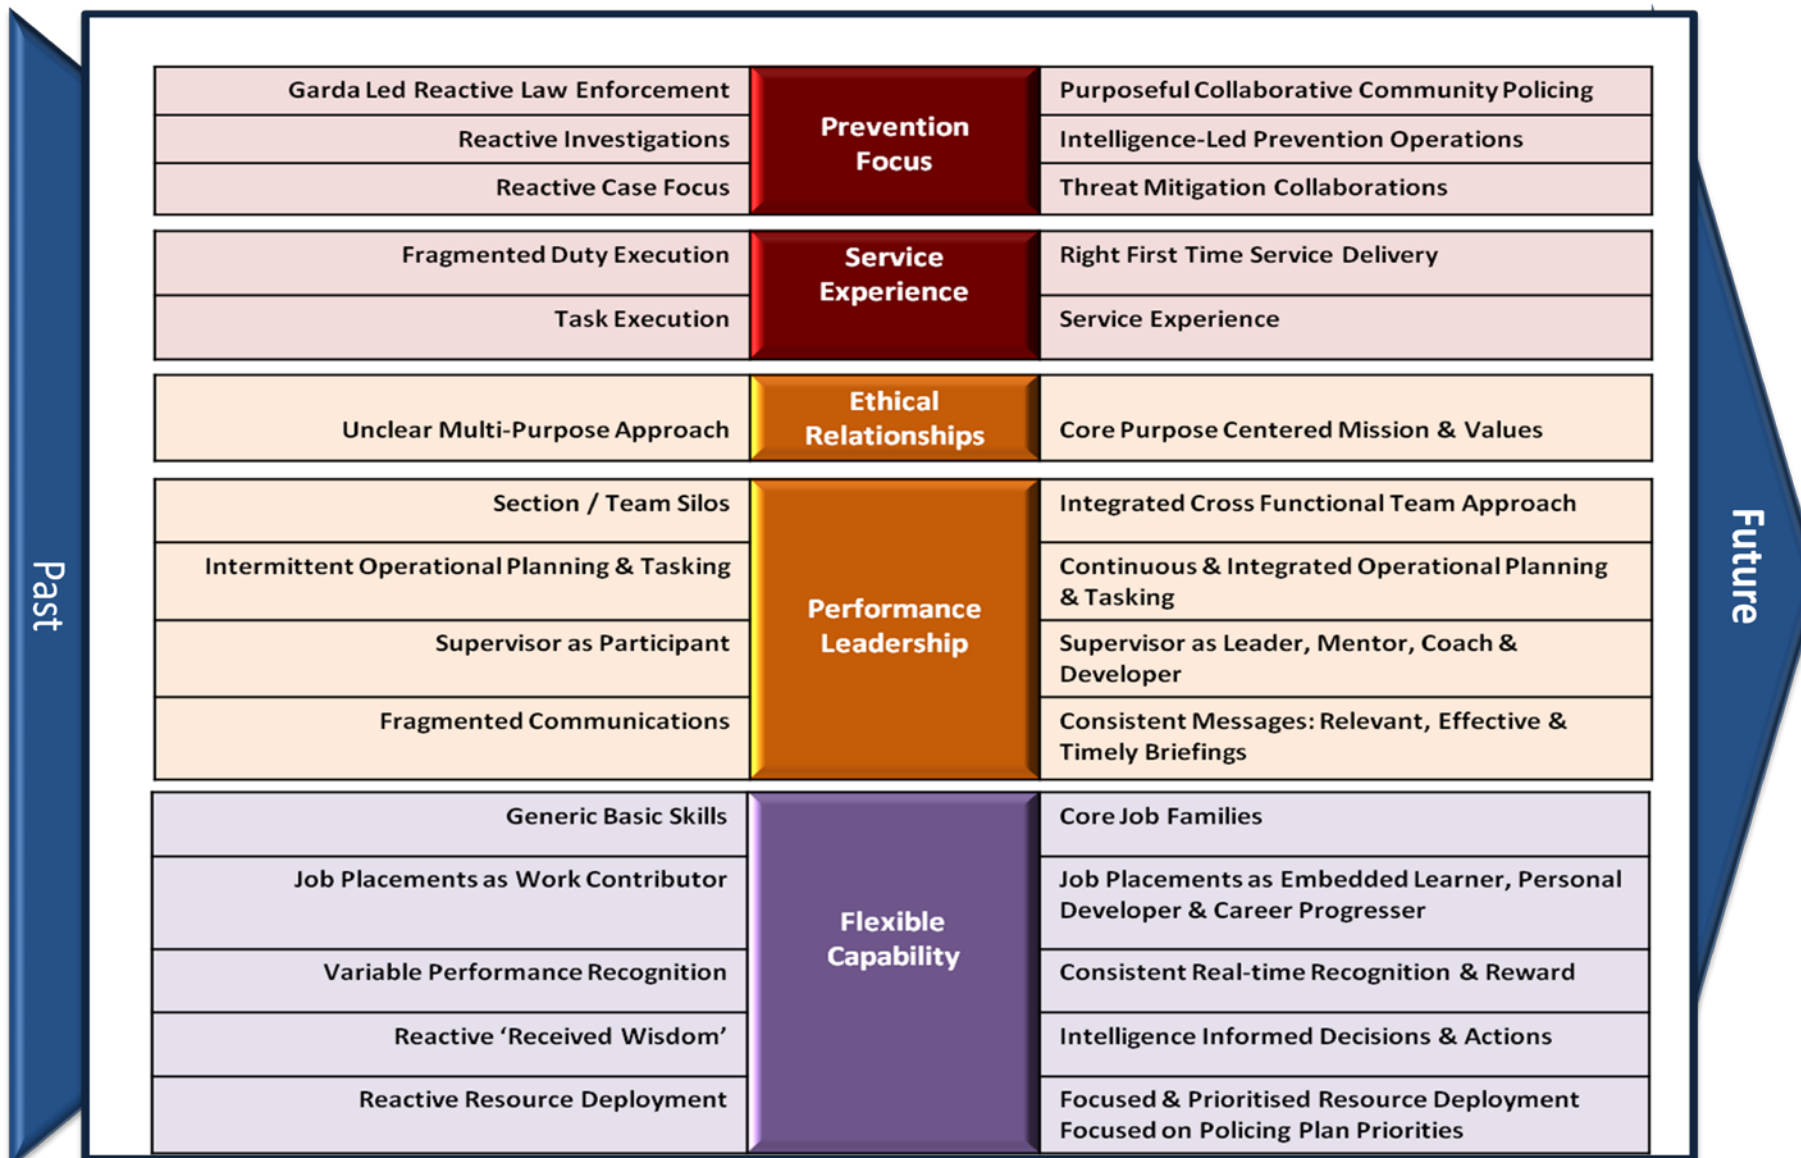 Past
Garda Led Reactive Law Enforcement
Reactive Investigations
Reactive Case Focus
Prevention
Focus
Purposeful Collaborative Community Policing
Intelligence-Led Prevention Operations
Threat Mitigation Collaborations
Fragmented Duty Execution
Task Execution
Service
Experience
Right First Time Service Delivery
Service Experience
Unclear Multi-Purpose Approach
Ethical
Relationships
Core Purpose Centered Mission & Values
Section / Team Silos
Intermittent Operational Planning & Tasking
Supervisor as Participant
Fragmented Communications
Performance
Leadership
Integrated Cross Functional Team Approach
Continuous & Integrated Operational Planning
& Tasking
Supervisor as Leader, Mentor, Coach &
Developer
Consistent Messages: Relevant, Effective &
Timely Briefings
Generic Basic Skills
Job Placements as Work Contributor
Variable Performance Recognition
Reactive ‘Received Wisdom’
Reactive Resource Deployment
Flexible
Capability
Core Job Families
Job Placements as Embedded Learner, Personal
Developer & Career Progresser
Consistent Real-time Recognition & Reward
Intelligence Informed Decisions & Actions
Focused & Prioritised Resource Deployment
Focused on Policing Plan Priorities
Future